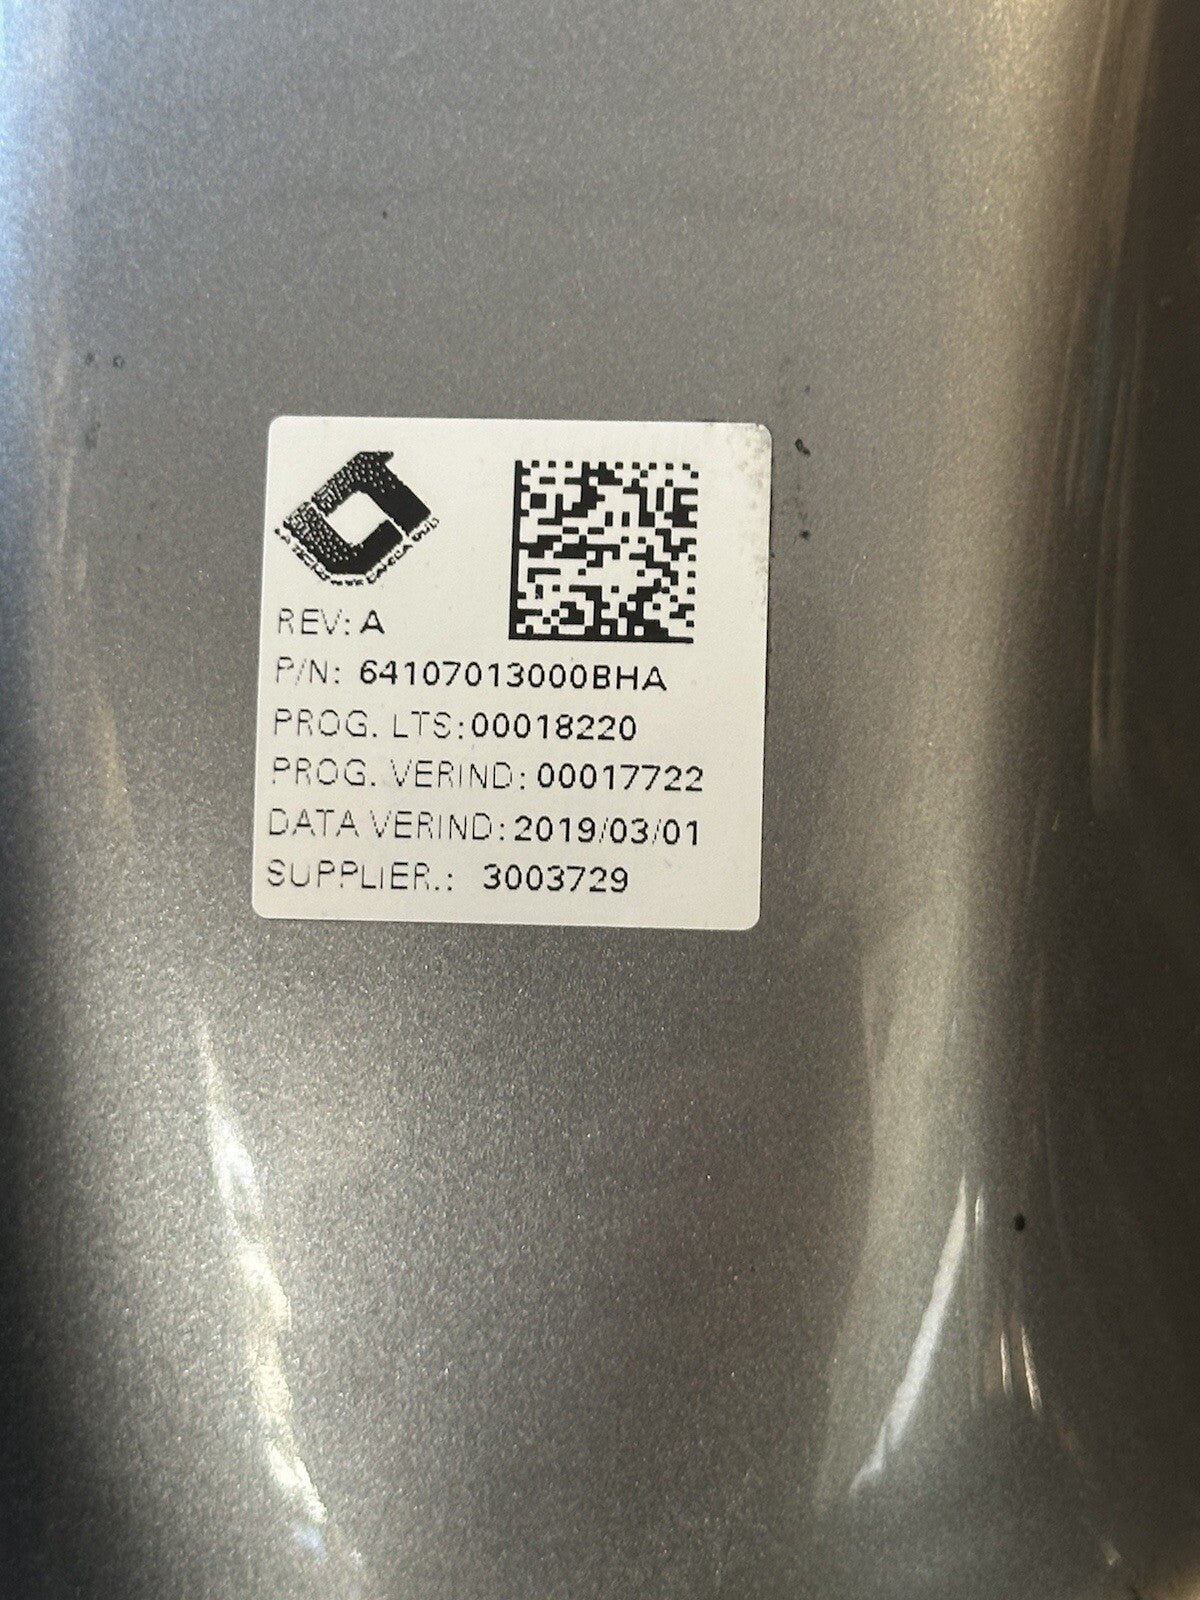 REV: A
P/N: 64107013000BHA
PROG. LTS:00018220
PROG. VERIND: 00017722
DATA VERIND: 2019/03/01
SUPPLIER.: 3003729